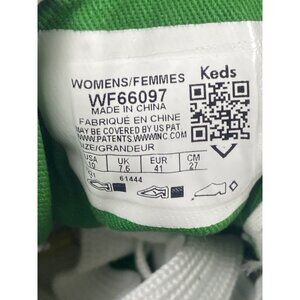 WOMENS/FEMMES Keds
WF66097
MADE IN CHINA
FABRIQUÉ EN CHINE
MAY BE COVERED BY US PAT
WWW.PATENTS.WWWINC.COM
SIZE/GRANDEUR
USA UK EUR CM
10 7.5 41 27
61444